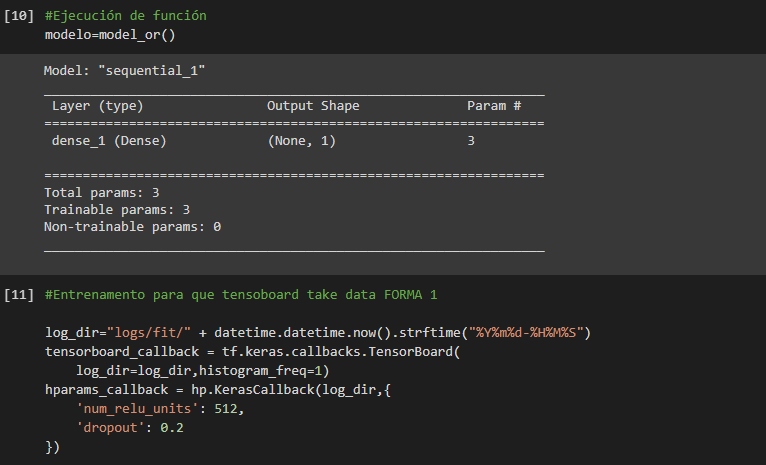 [10] #Ejecución de función
modelo=model_or()
Model: "sequential_1"
_________________________________________________________________
Layer (type) Output Shape Param #
=================================================================
dense_1 (Dense) (None, 1) 3
=================================================================
Total params: 3
Trainable params: 3
Non-trainable params: 0
_________________________________________________________________
[11] #Entrenamento para que tensoboard take data FORMA 1
log_dir="logs/fit/" + datetime.datetime.now().strftime("%Y%m%d-%H%M%S")
tensorboard_callback = tf.keras.callbacks.TensorBoard(
log_dir=log_dir,histogram_freq=1)
hparams_callback = hp.KerasCallback(log_dir,{
'num_relu_units': 512,
'dropout': 0.2
})